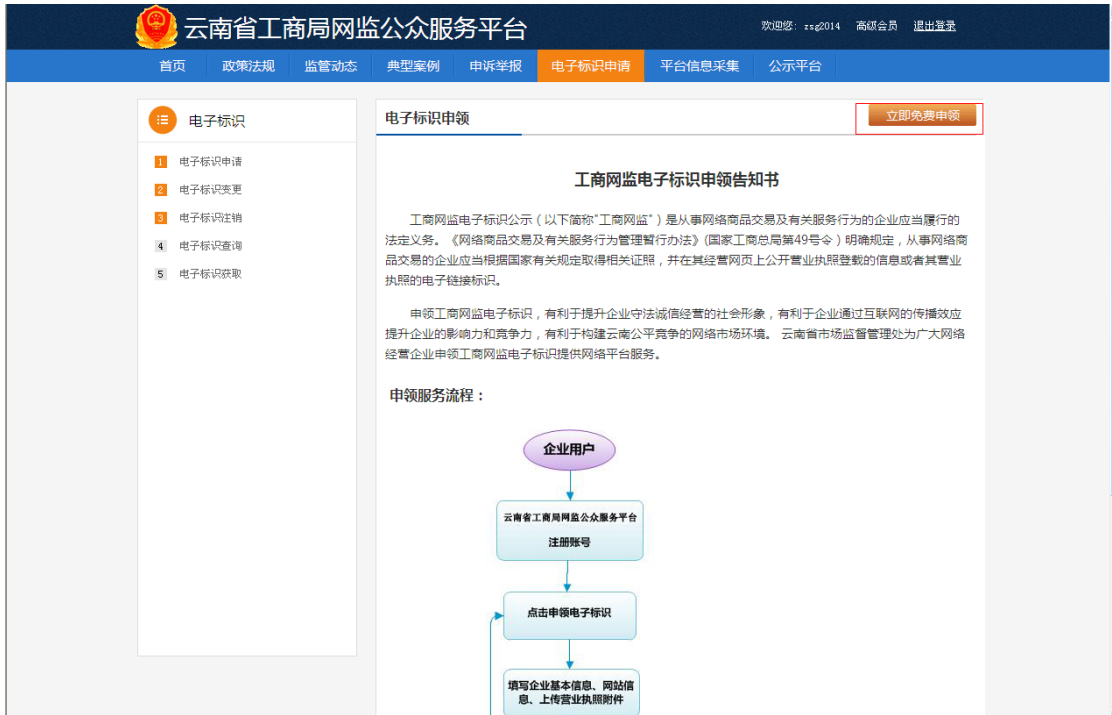 云南省工商局网监公众服务平台
欢迎您: zsg2014 高级会员 退出登录
首页 政策法规 监管动态 典型案例 申诉举报 电子标识申请 平台信息采集 公示平台
电子标识
1 电子标识申请
2 电子标识变更
3 电子标识注销
4 电子标识查询
5 电子标识获取
电子标识申领
立即免费申领
工商网监电子标识申领告知书
工商网监电子标识公示（以下简称"工商网监"）是从事网络商品交易及有关服务行为的企业应当履行的
法定义务。《网络商品交易及有关服务行为管理暂行办法》(国家工商总局第49号令）明确规定，从事网络商
品交易的企业应当根据国家有关规定取得相关证照，并在其经营网页上公开营业执照登载的信息或者其营业
执照的电子链接标识。
申领工商网监电子标识，有利于提升企业守法诚信经营的社会形象，有利于企业通过互联网的传播效应
提升企业的影响力和竞争力，有利于构建云南公平竞争的网络市场环境。 云南省市场监督管理处为广大网络
经营企业申领工商网监电子标识提供网络平台服务。
申领服务流程：
企业用户
云南省工商局网监公众服务平台
注册账号
点击申领电子标识
填写企业基本信息、网站信
息、上传营业执照附件